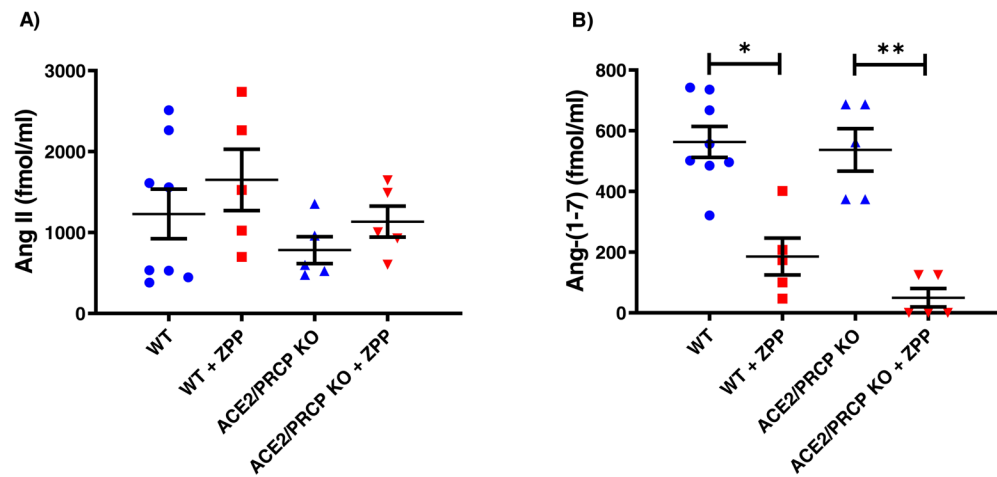 A)
Ang II (fmol/ml)
3000
2000
1000
0
WT
WT + ZPP
ACE2/PRCP KO
ACE2/PRCP KO + ZPP
B)
Ang-(1-7) (fmol/ml)
800
600
400
200
0
*
**
WT
WT + ZPP
ACE2/PRCP KO
ACE2/PRCP KO + ZPP